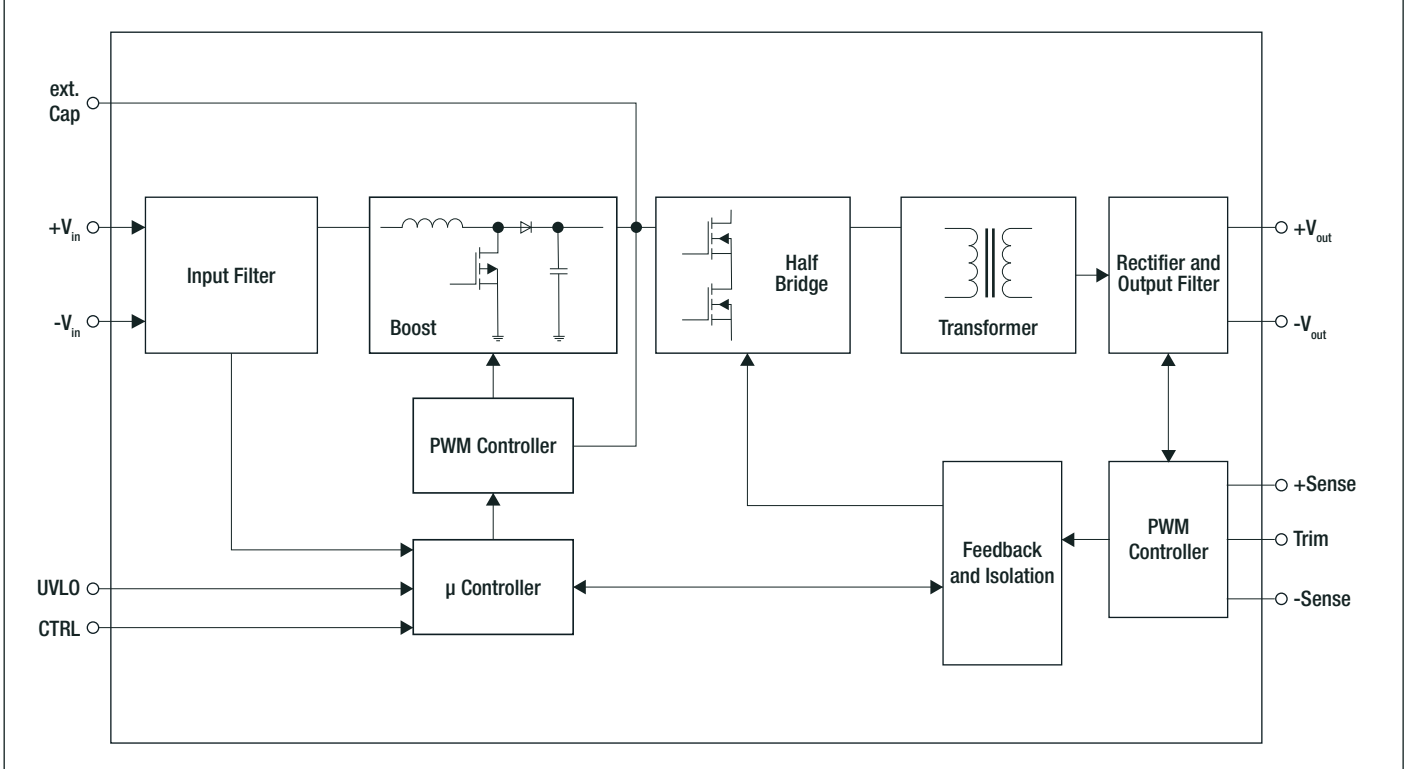 ext.
Cap
+Vin
-Vin
Input Filter
Boost
Half
Bridge
Transformer
Rectifier and
Output Filter
+Vout
-Vout
PWM Controller
UVLO
CTRL
µ Controller
Feedback
and Isolation
PWM
Controller
+Sense
Trim
-Sense